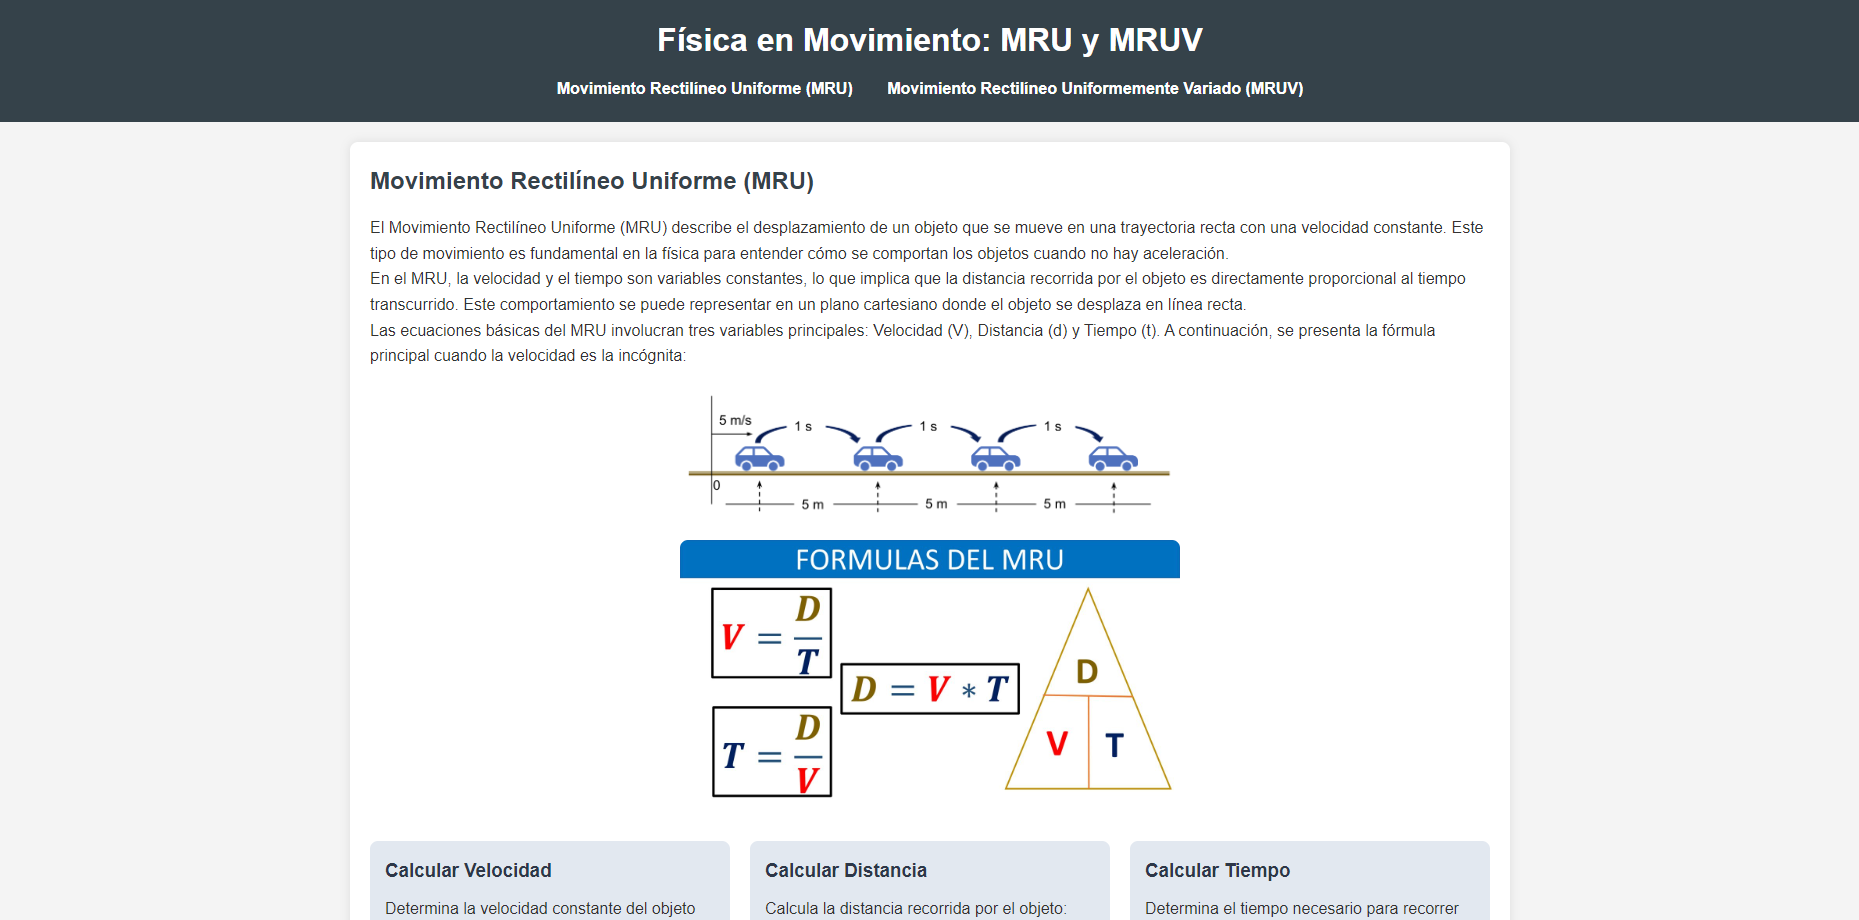 Física en Movimiento: MRU y MRUV
Movimiento Rectilíneo Uniforme (MRU) Movimiento Rectilíneo Uniformemente Variado (MRUV)
Movimiento Rectilíneo Uniforme (MRU)
El Movimiento Rectilíneo Uniforme (MRU) describe el desplazamiento de un objeto que se mueve en una trayectoria recta con una velocidad constante. Este
tipo de movimiento es fundamental en la física para entender cómo se comportan los objetos cuando no hay aceleración.
En el MRU, la velocidad y el tiempo son variables constantes, lo que implica que la distancia recorrida por el objeto es directamente proporcional al tiempo
transcurrido. Este comportamiento se puede representar en un plano cartesiano donde el objeto se desplaza en línea recta.
Las ecuaciones básicas del MRU involucran tres variables principales: Velocidad (V), Distancia (d) y Tiempo (t). A continuación, se presenta la fórmula
principal cuando la velocidad es la incógnita:
5 m/s 1 s 1 s 1 s
0
5 m 5 m 5 m
FORMULAS DEL MRU
V = D/T
D = V * T
T = D/V
D
V T
Calcular Velocidad
Determina la velocidad constante del objeto
Calcular Distancia
Calcula la distancia recorrida por el objeto:
Calcular Tiempo
Determina el tiempo necesario para recorrer